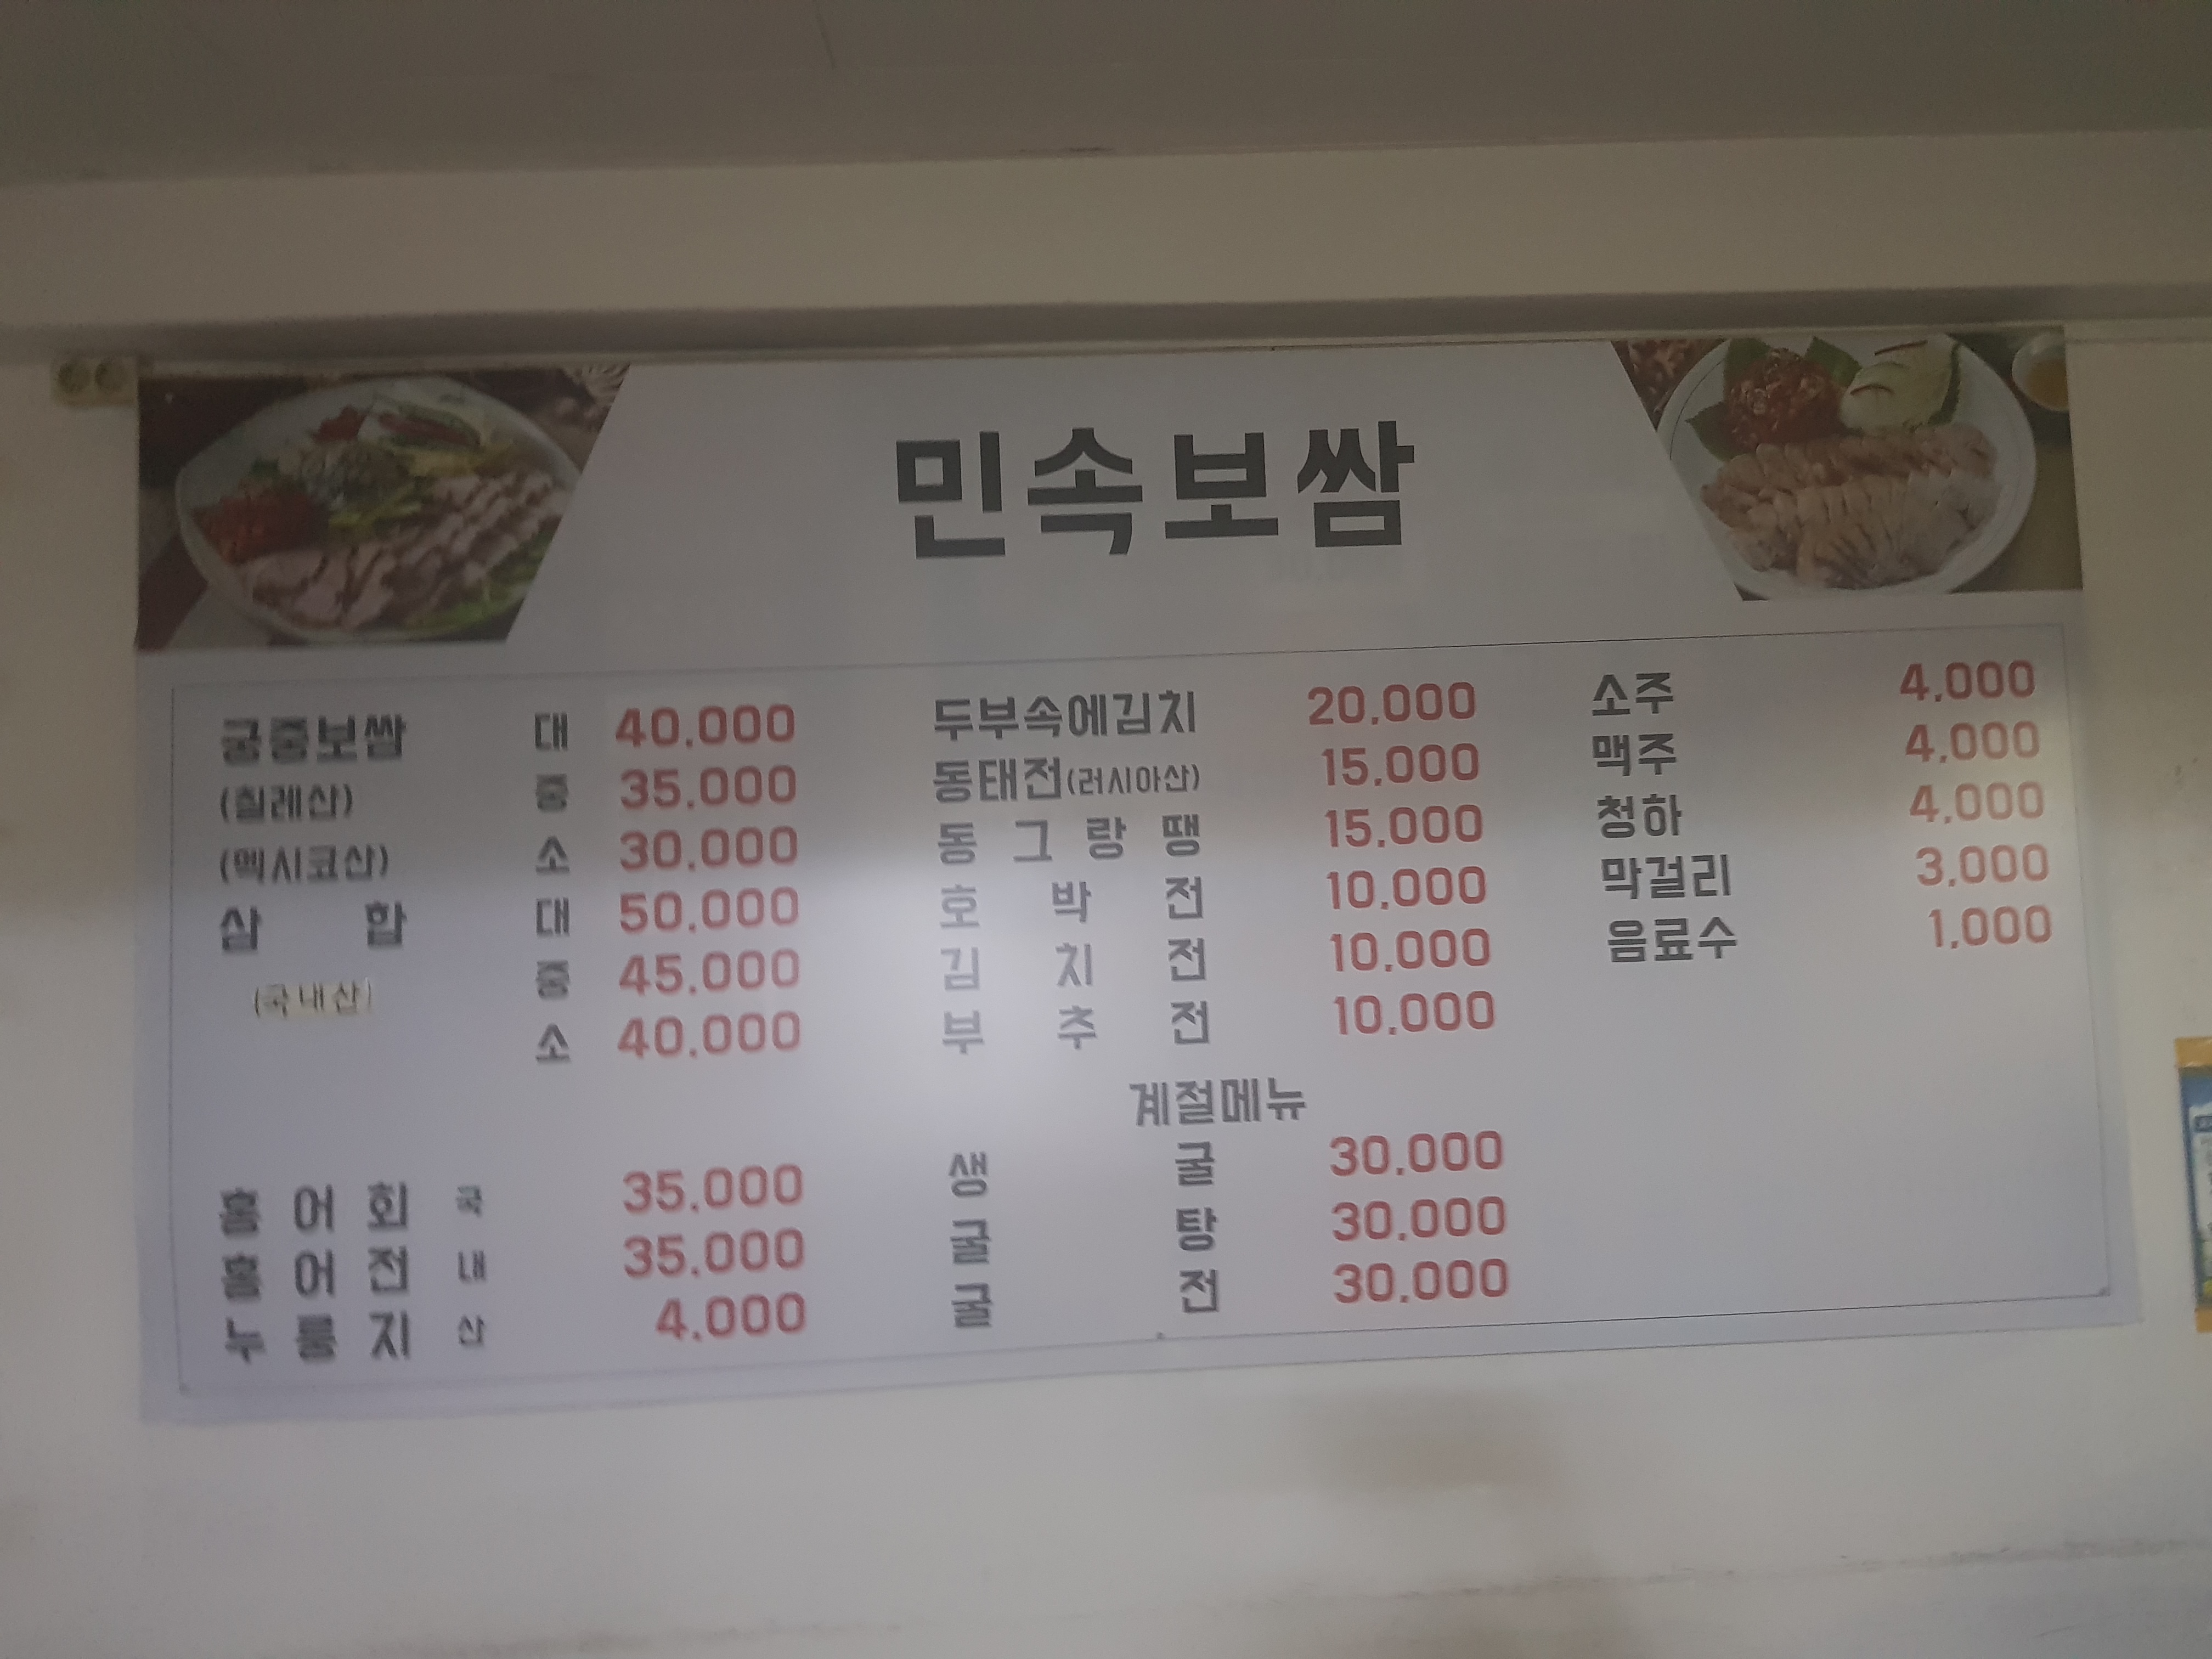 민속보쌈
궁중보쌈 대 40,000
(칠레산) 중 35,000
(멕시코산) 소 30,000
삼 합 대 50,000
(국내산) 중 45,000
소 40,000
홍 어 회 국 35,000
홍 어 전 내 35,000
누 룽 지 산 4,000
두부속에김치 20,000
동태전(러시아산) 15,000
동 그 랑 땡 15,000
호 박 전 10,000
김 치 전 10,000
부 추 전 10,000
계절메뉴
생 굴 30,000
굴 탕 30,000
굴 전 30,000
소주 4,000
맥주 4,000
청하 4,000
막걸리 3,000
음료수 1,000